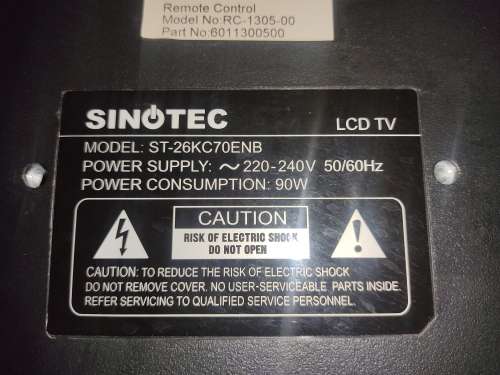 Remote Control
Model No:RC-1305-00
Part No:6011300500
SINOTEC
LCD TV
MODEL: ST-26KC70ENB
POWER SUPPLY: ～220-240V 50/60Hz
POWER CONSUMPTION: 90W
CAUTION
RISK OF ELECTRIC SHOCK
DO NOT OPEN
CAUTION: TO REDUCE THE RISK OF ELECTRIC SHOCK
DO NOT REMOVE COVER. NO USER-SERVICEABLE PARTS INSIDE.
REFER SERVICING TO QUALIFIED SERVICE PERSONNEL.